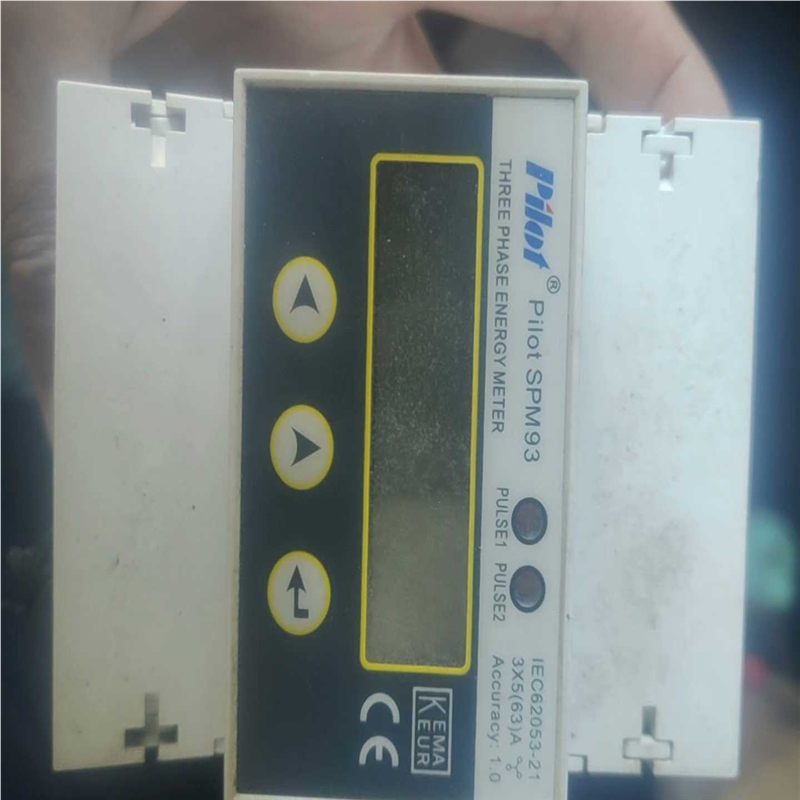 Pilot® Pilot SPM93
THREE PHASE ENERGY METER
PULSE1 PULSE2
IEC62053-21
3X5(63)A
Accuracy: 1.0
KEMA
KEUR
CE